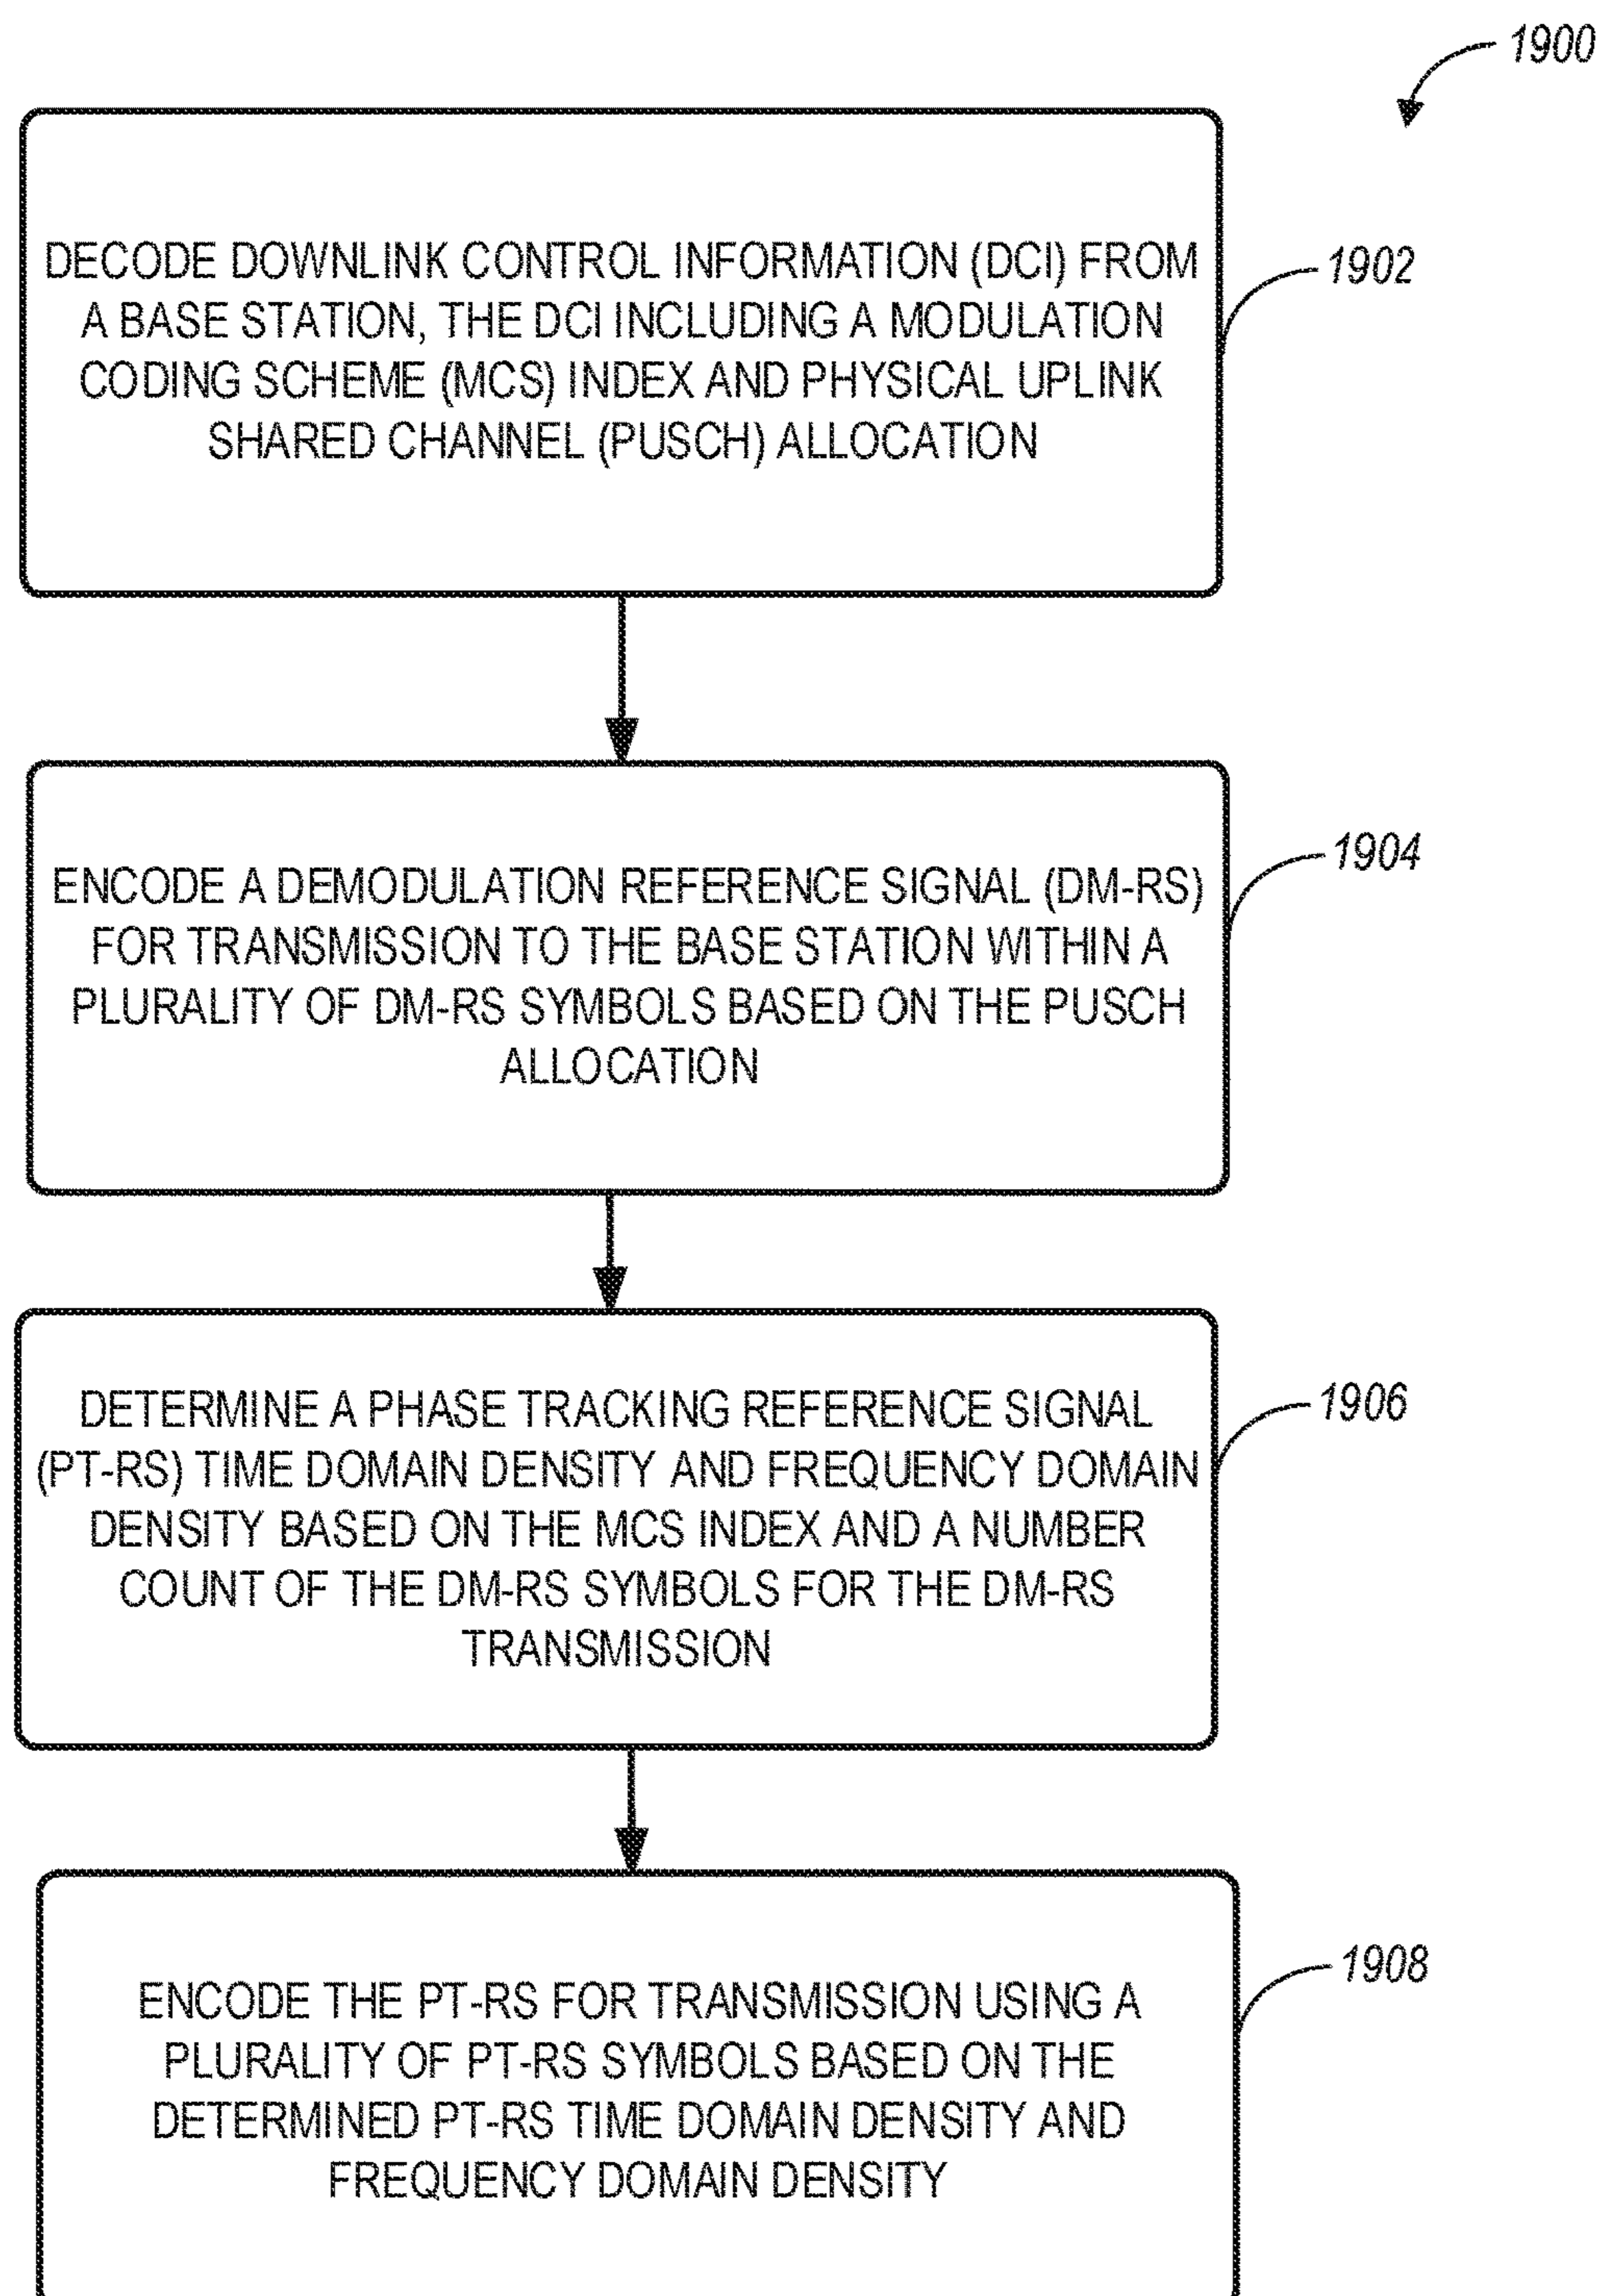 1900
DECODE DOWNLINK CONTROL INFORMATION (DCI) FROM
A BASE STATION, THE DCI INCLUDING A MODULATION
CODING SCHEME (MCS) INDEX AND PHYSICAL UPLINK
SHARED CHANNEL (PUSCH) ALLOCATION
1902
ENCODE A DEMODULATION REFERENCE SIGNAL (DM-RS)
FOR TRANSMISSION TO THE BASE STATION WITHIN A
PLURALITY OF DM-RS SYMBOLS BASED ON THE PUSCH
ALLOCATION
1904
DETERMINE A PHASE TRACKING REFERENCE SIGNAL
(PT-RS) TIME DOMAIN DENSITY AND FREQUENCY DOMAIN
DENSITY BASED ON THE MCS INDEX AND A NUMBER
COUNT OF THE DM-RS SYMBOLS FOR THE DM-RS
TRANSMISSION
1906
ENCODE THE PT-RS FOR TRANSMISSION USING A
PLURALITY OF PT-RS SYMBOLS BASED ON THE
DETERMINED PT-RS TIME DOMAIN DENSITY AND
FREQUENCY DOMAIN DENSITY
1908